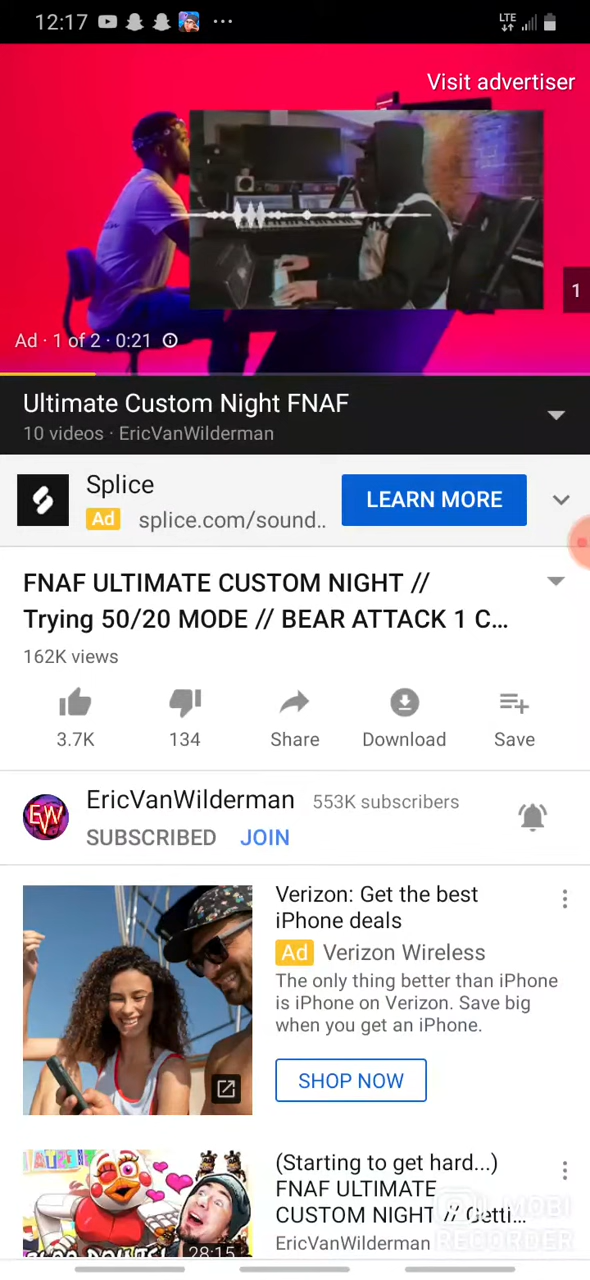 12:17
LTE
Visit advertiser
1
Ad · 1 of 2 · 0:21
Ultimate Custom Night FNAF
10 videos · EricVanWilderman
Splice
Ad splice.com/sound..
LEARN MORE
FNAF ULTIMATE CUSTOM NIGHT //
Trying 50/20 MODE // BEAR ATTACK 1 C...
162K views
3.7K 134 Share Download Save
EW
EricVanWilderman 553K subscribers
SUBSCRIBED JOIN
Verizon: Get the best
iPhone deals
Ad Verizon Wireless
The only thing better than iPhone
is iPhone on Verizon. Save big
when you get an iPhone.
SHOP NOW
(Starting to get hard...)
FNAF ULTIMATE
CUSTOM NIGHT // Getti...
EricVanWilderman
28:15
MOBI
RECORDER